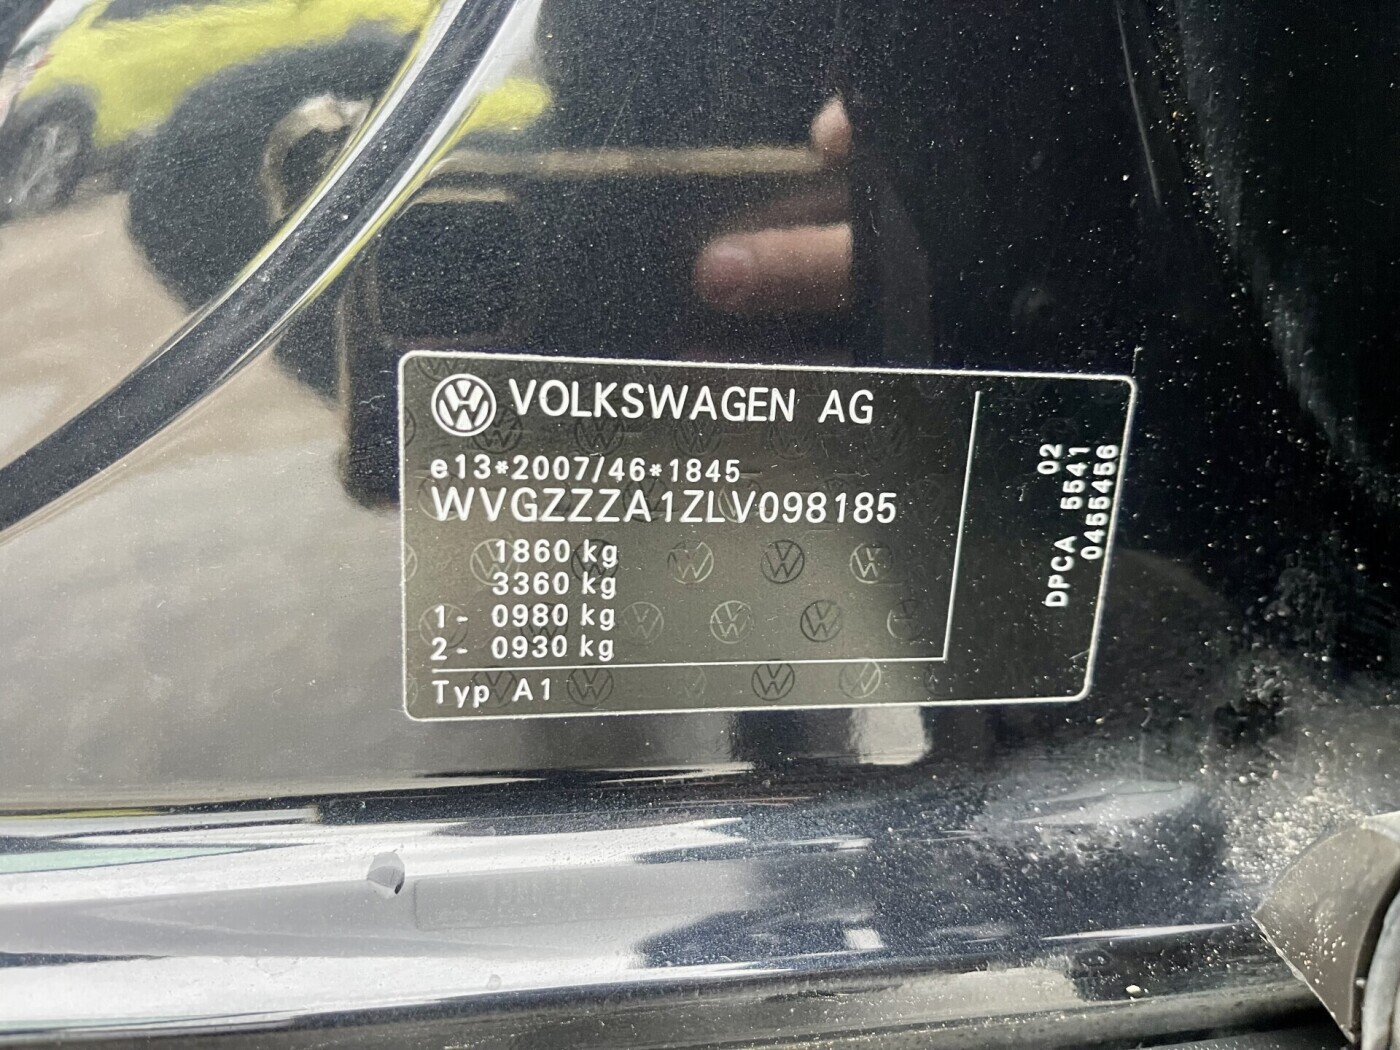 VOLKSWAGEN AG
e13*2007/46*1845
WVGZZZA1ZLV098185
1860 kg
3360 kg
1- 0980 kg
2- 0930 kg
Typ A1
02
DPCA 5541
0455456